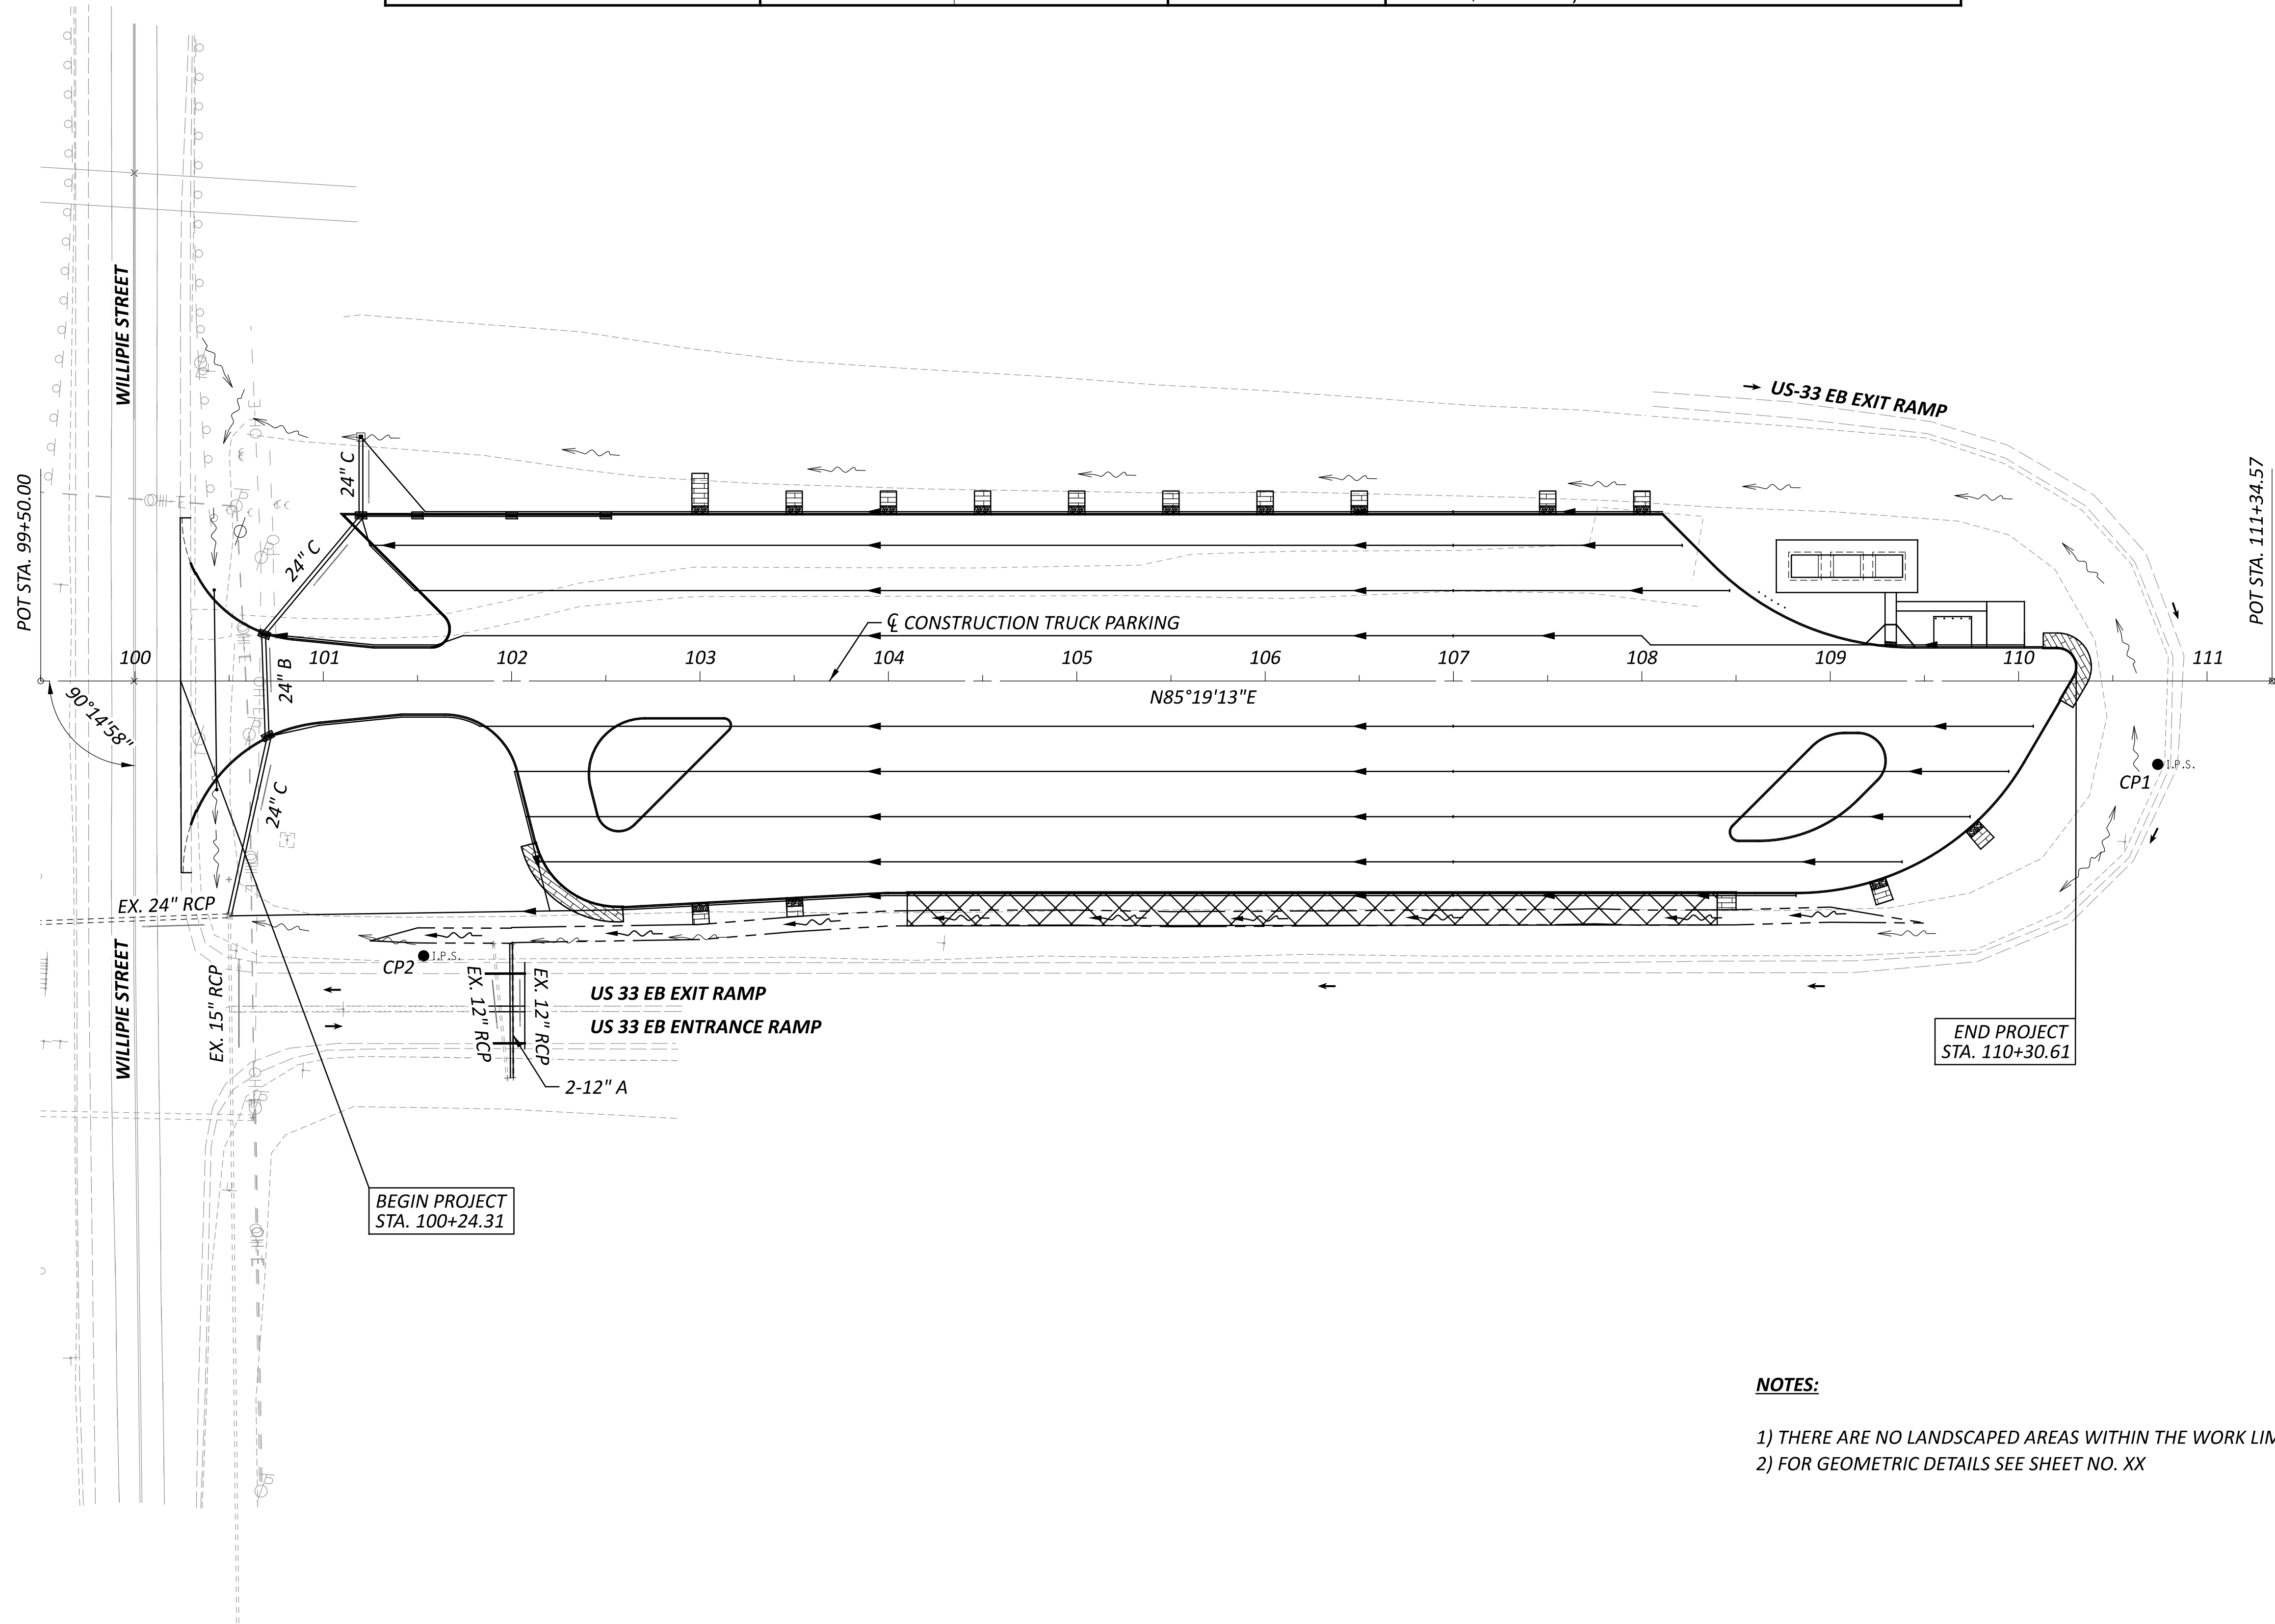 WILLIPIE STREET
US-33 EB EXIT RAMP
POT STA. 99+50.00
24" C
24" C
24" B
24" C
POT STA. 111+34.57
℄ CONSTRUCTION TRUCK PARKING
100 101 102 103 104 105 106 107 108 109 110 111
N85°19'13"E
90°14'58"
I.P.S.
CP1
EX. 24" RCP
WILLIPIE STREET
EX. 15" RCP
I.P.S.
CP2
EX. 12" RCP
EX. 12" RCP
US 33 EB EXIT RAMP
US 33 EB ENTRANCE RAMP
2-12" A
END PROJECT
STA. 110+30.61
BEGIN PROJECT
STA. 100+24.31
NOTES:
1) THERE ARE NO LANDSCAPED AREAS WITHIN THE WORK
2) FOR GEOMETRIC DETAILS SEE SHEET NO. XX